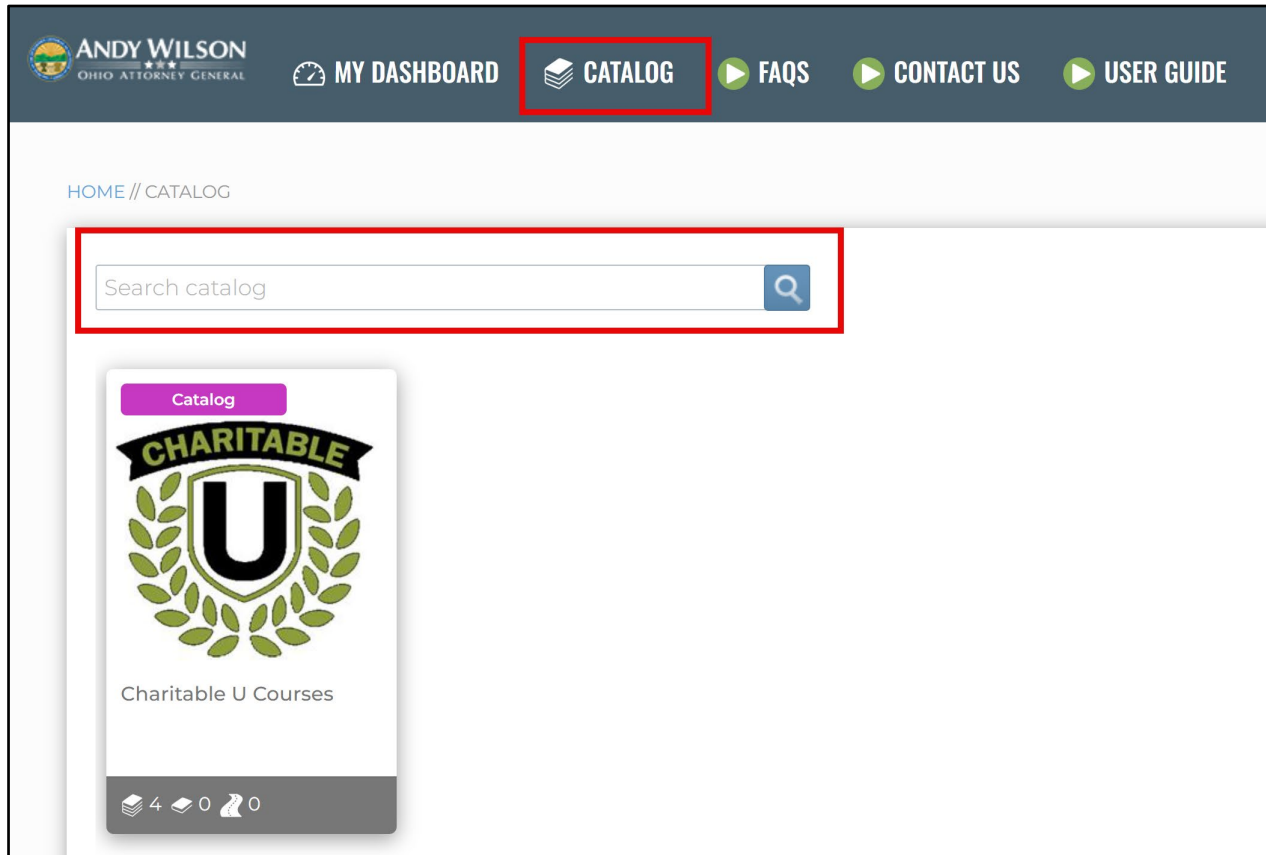 ANDY WILSON
OHIO ATTORNEY GENERAL
MY DASHBOARD
CATALOG
FAQS
CONTACT US
USER GUIDE
HOME // CATALOG
Search catalog
Catalog
CHARITABLE
U
Charitable U Courses
4 0 0